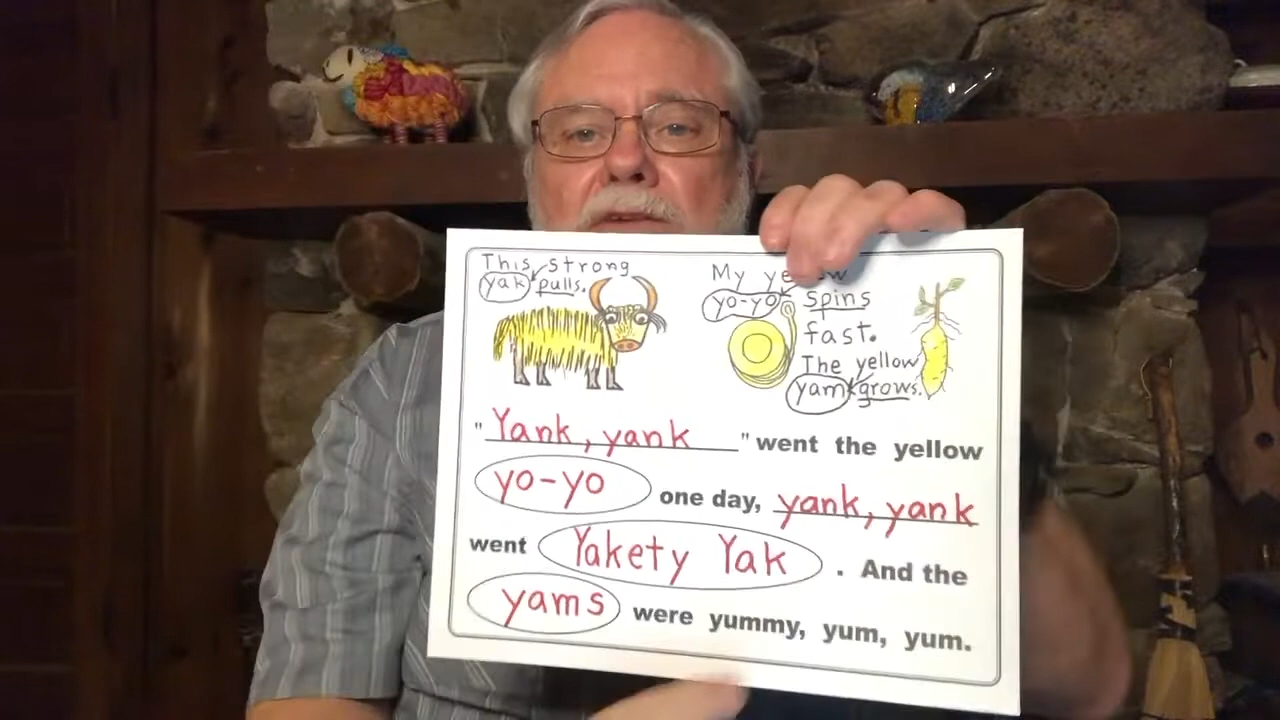 This strong
yak pulls.
My yellow
yo-yo spins
fast.
The yellow
yam grows.
"Yank, yank" went the yellow
yo-yo one day, yank, yank
went Yakety Yak. And the
yams were yummy, yum, yum.